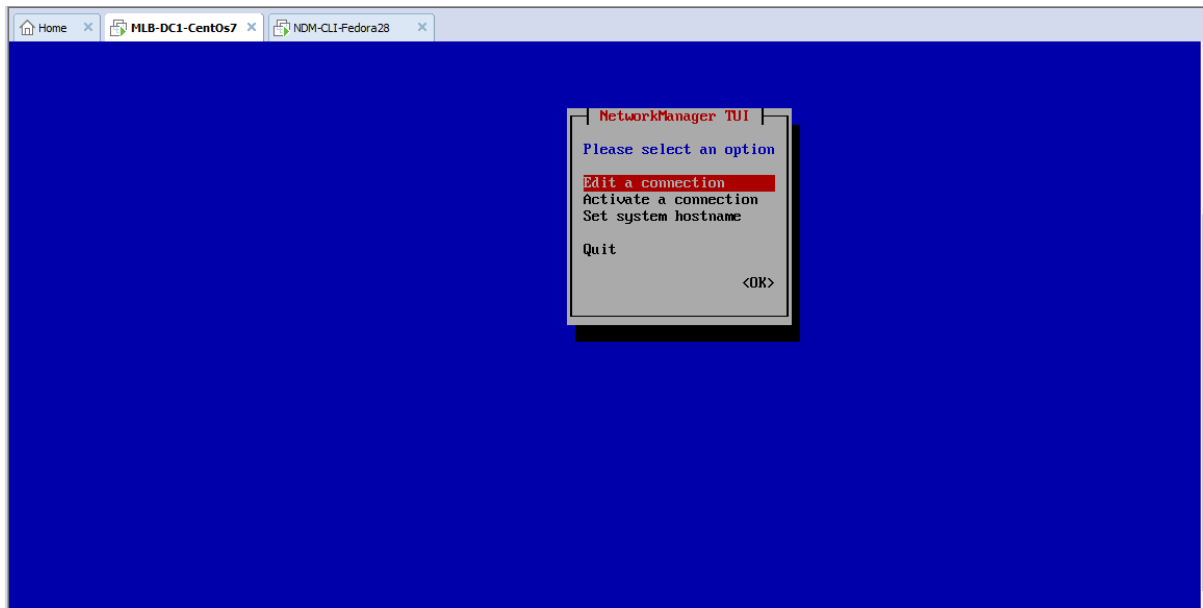 Home MLB-DC1-CentOs7 NDM-CLI-Fedora28
NetworkManager TUI
Please select an option
Edit a connection
Activate a connection
Set system hostname
Quit
<OK>